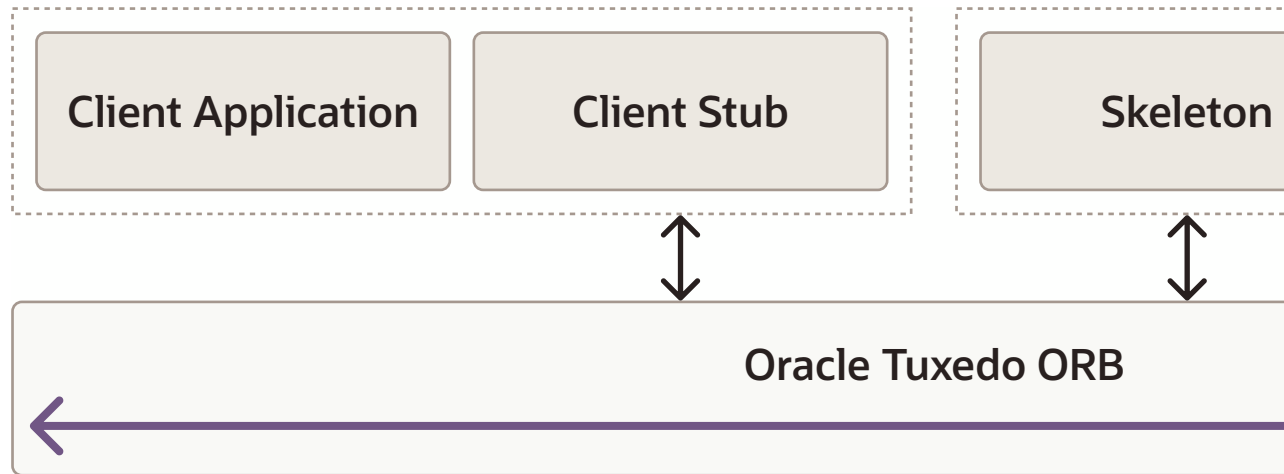 Client Application
Client Stub
Skeleton
Oracle Tuxedo ORB